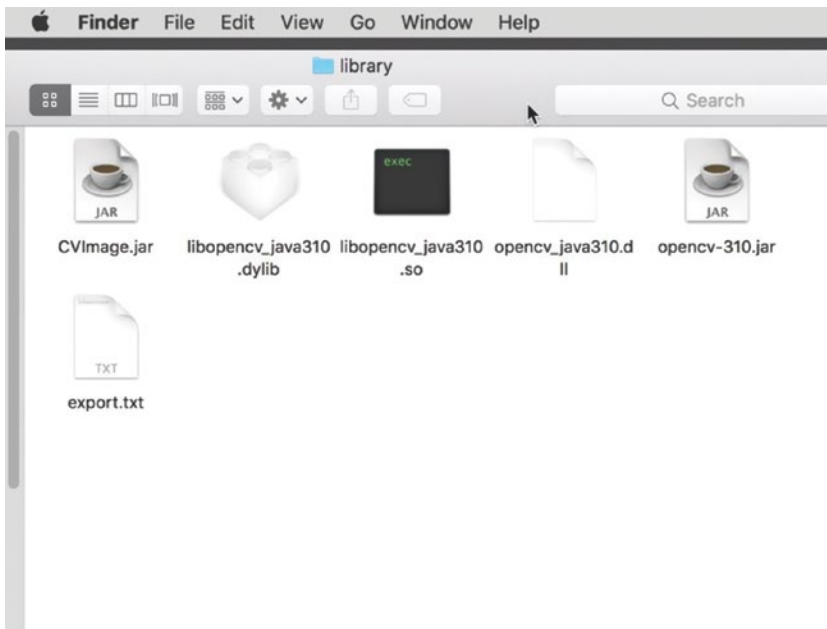 Finder File Edit View Go Window Help
library
Search
exec
JAR
JAR
CVImage.jar
libopencv_java310
.dylib
libopencv_java310
.so
opencv_java310.d
ll
opencv-310.jar
TXT
export.txt